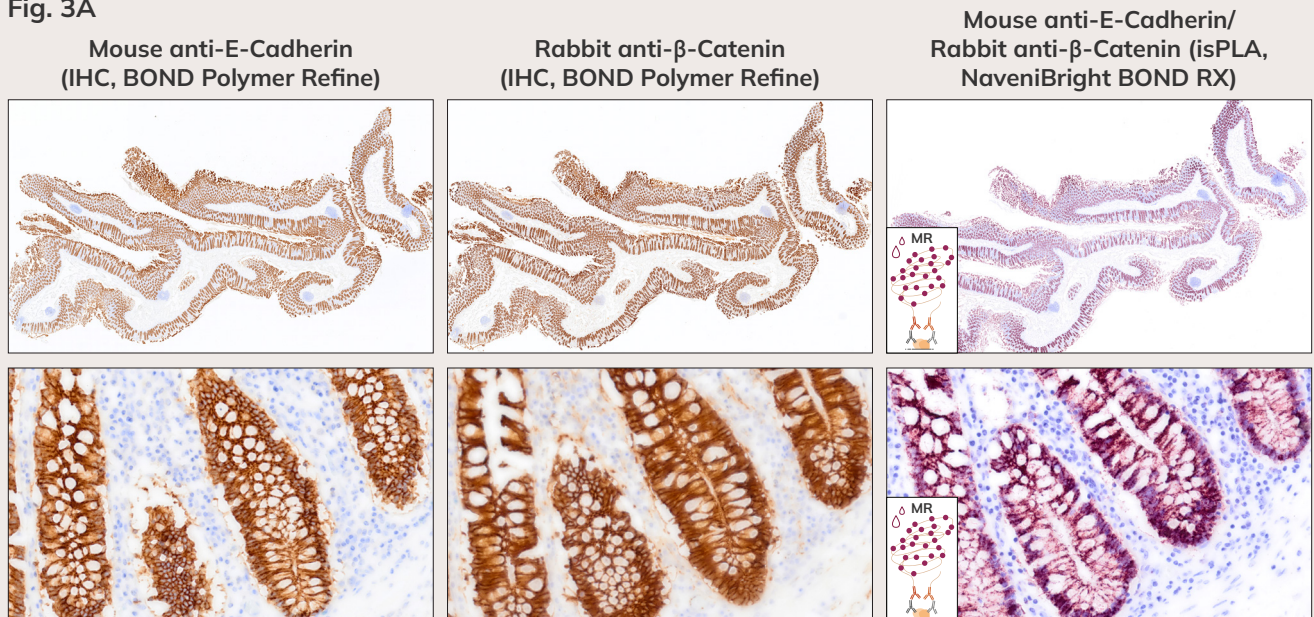 Fig. 3A
Mouse anti-E-Cadherin
(IHC, BOND Polymer Refine)
Rabbit anti-β-Catenin
(IHC, BOND Polymer Refine)
Mouse anti-E-Cadherin/
Rabbit anti-β-Catenin (isPLA,
NaveniBright BOND RX)
MR
MR